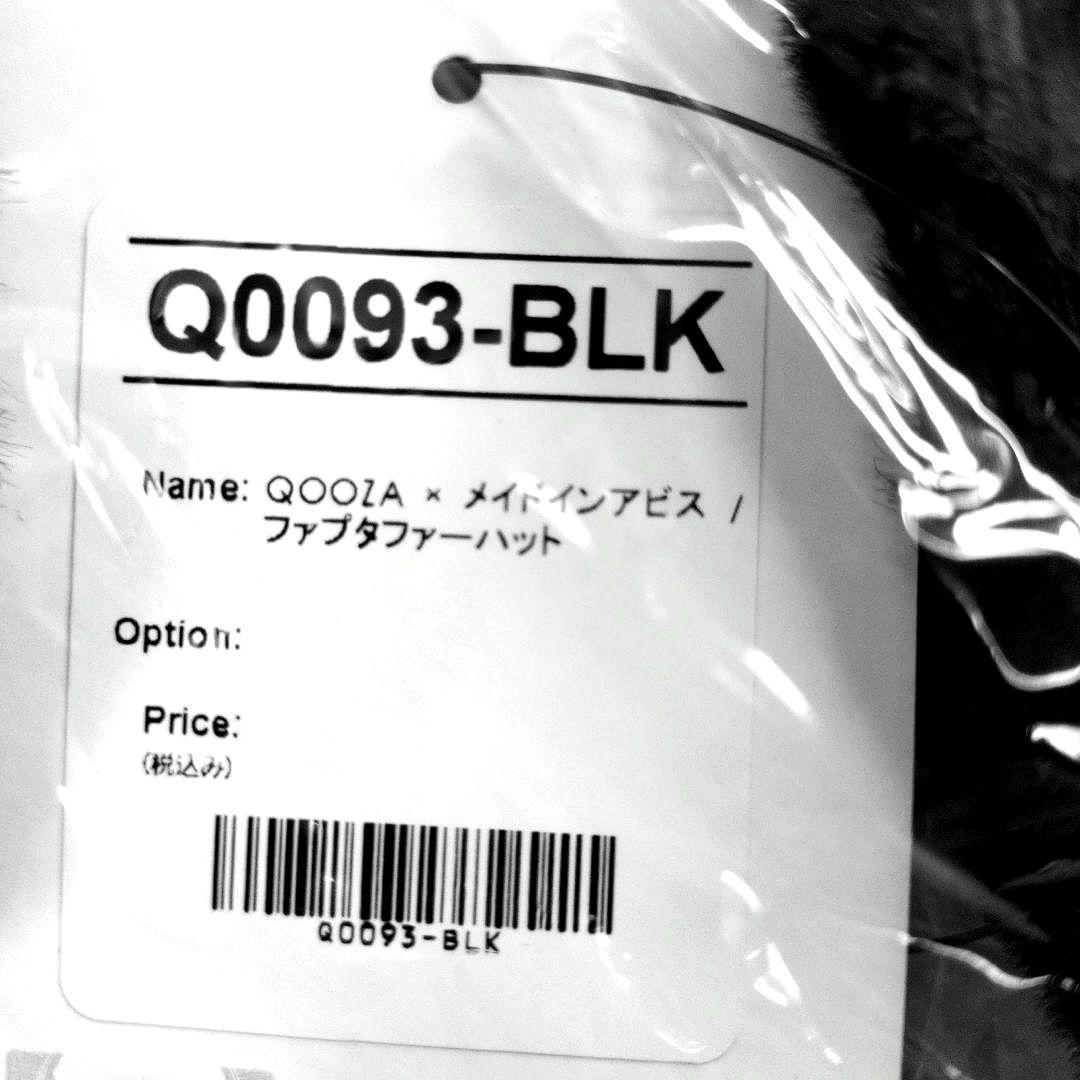 Q0093-BLK
Name: QOOZA × メイドインアビス /
ファプタファーハット
Option:
Price:
(税込み)
Q0093-BLK